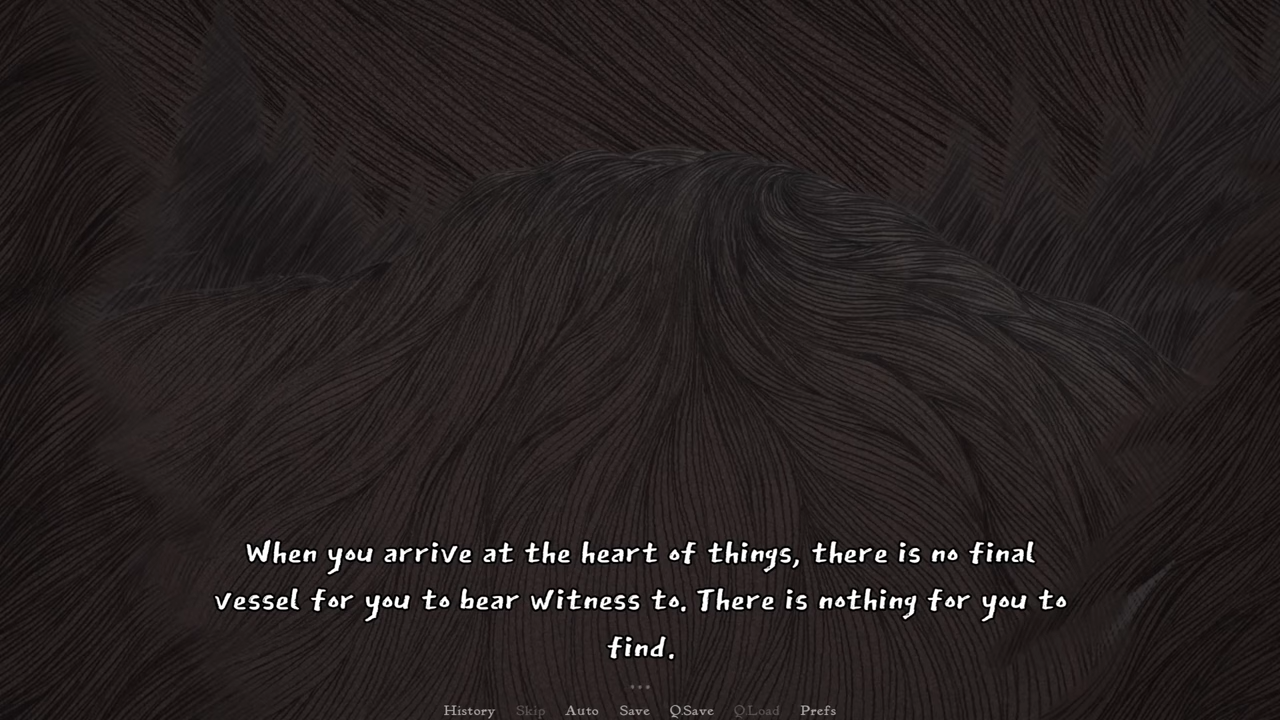 When you arrive at the heart of things, there is no final
vessel for you to bear witness to. There is nothing for you to
find.
History Skip Auto Save Q.Save Q.Load Prefs